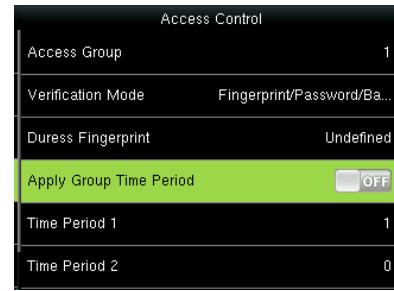 Access Control
Access Group 1
Verification Mode Fingerprint/Password/Ba...
Duress Fingerprint Undefined
Apply Group Time Period OFF
Time Period 1 1
Time Period 2 0